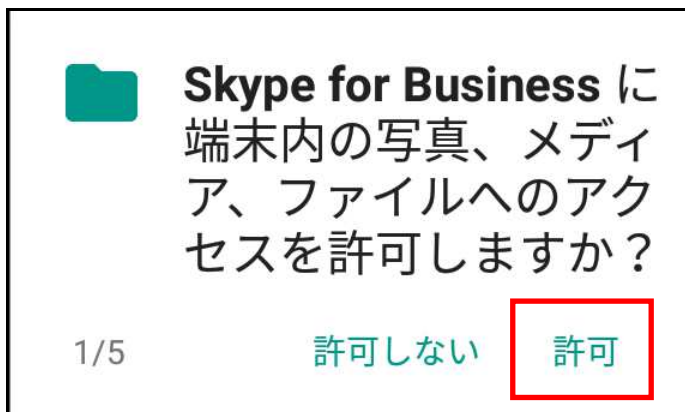 Skype for Business に
端末内の写真、メディ
ア、ファイルへのアク
セスを許可しますか？
1/5 許可しない 許可